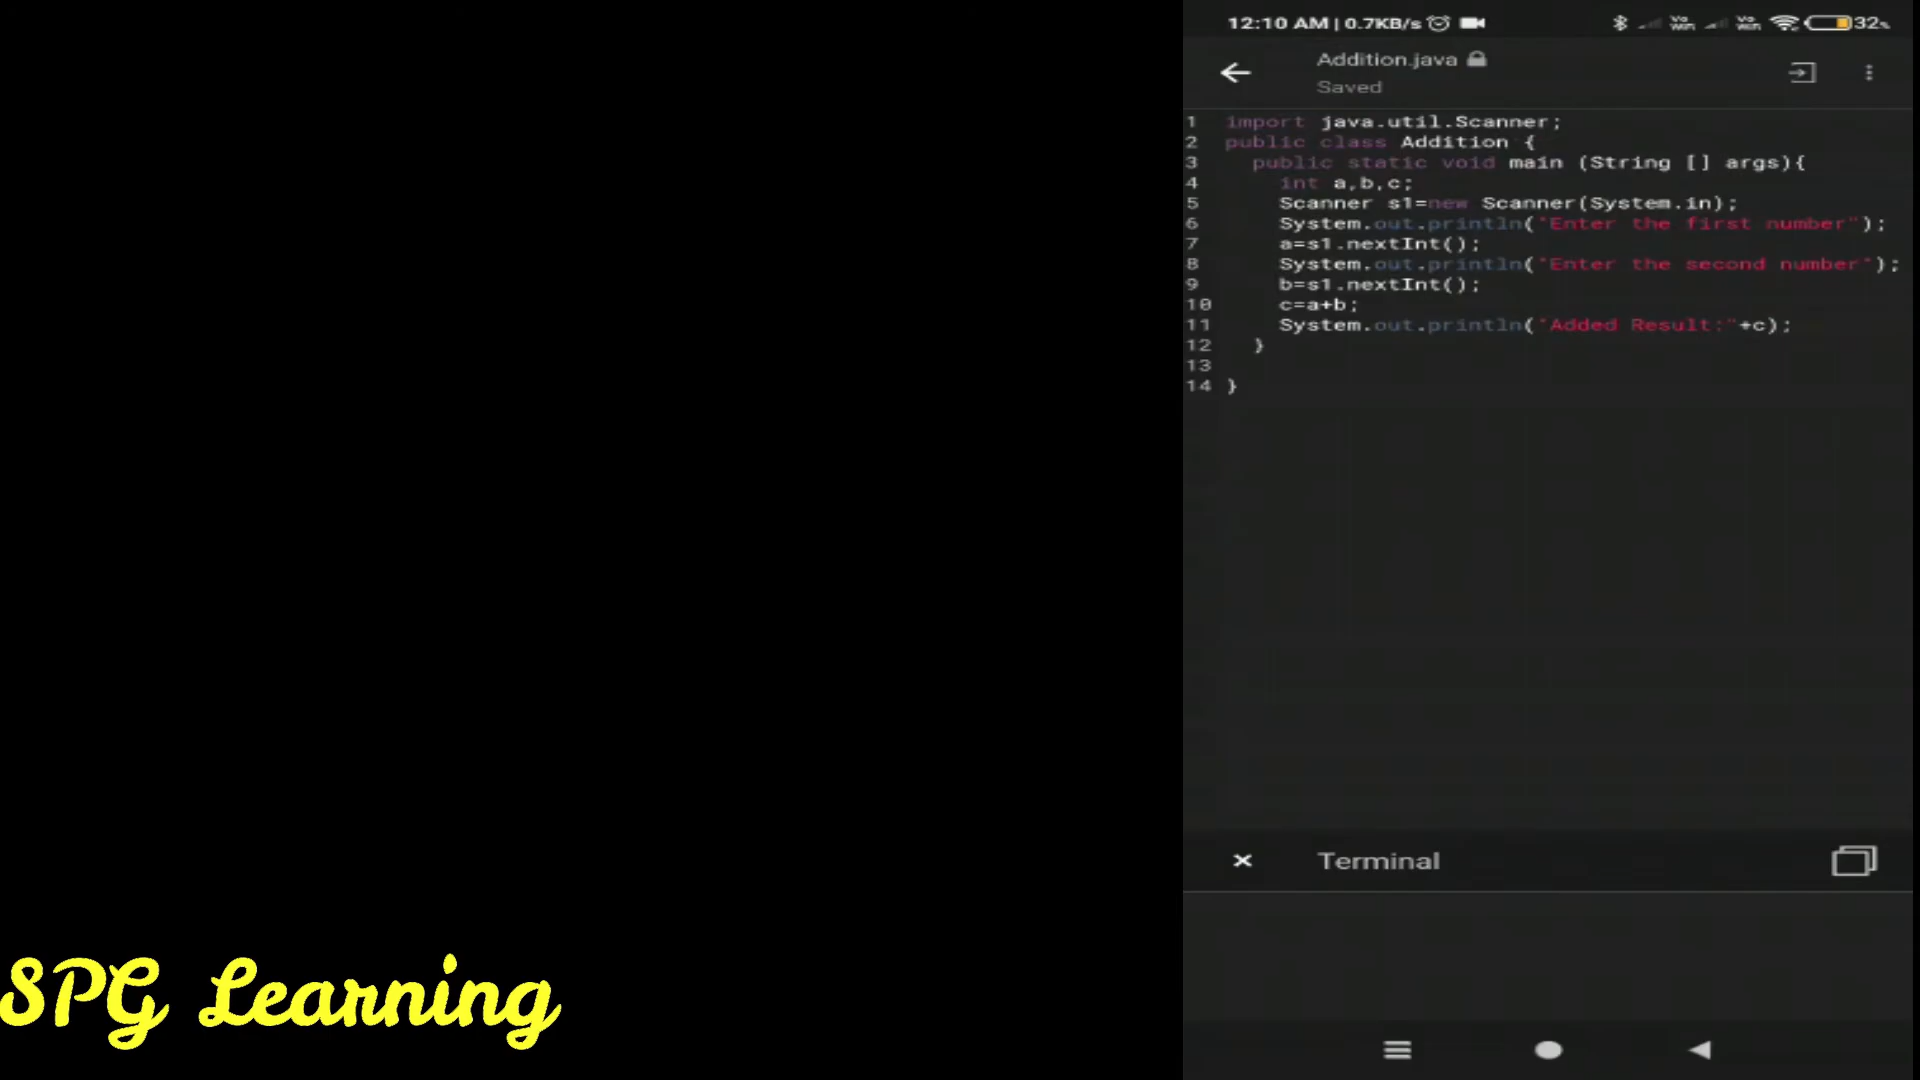 12:10 AM | 0.7KB/s 32%
Addition.java
Saved
1 import java.util.Scanner;
2 public class Addition {
3 public static void main (String [] args){
4 int a,b,c;
5 Scanner s1=new Scanner(System.in);
6 System.out.println("Enter the first number");
7 a=s1.nextInt();
8 System.out.println("Enter the second number");
9 b=s1.nextInt();
10 c=a+b;
11 System.out.println("Added Result:"+c);
12 }
13
14 }
Terminal
SPG Learning